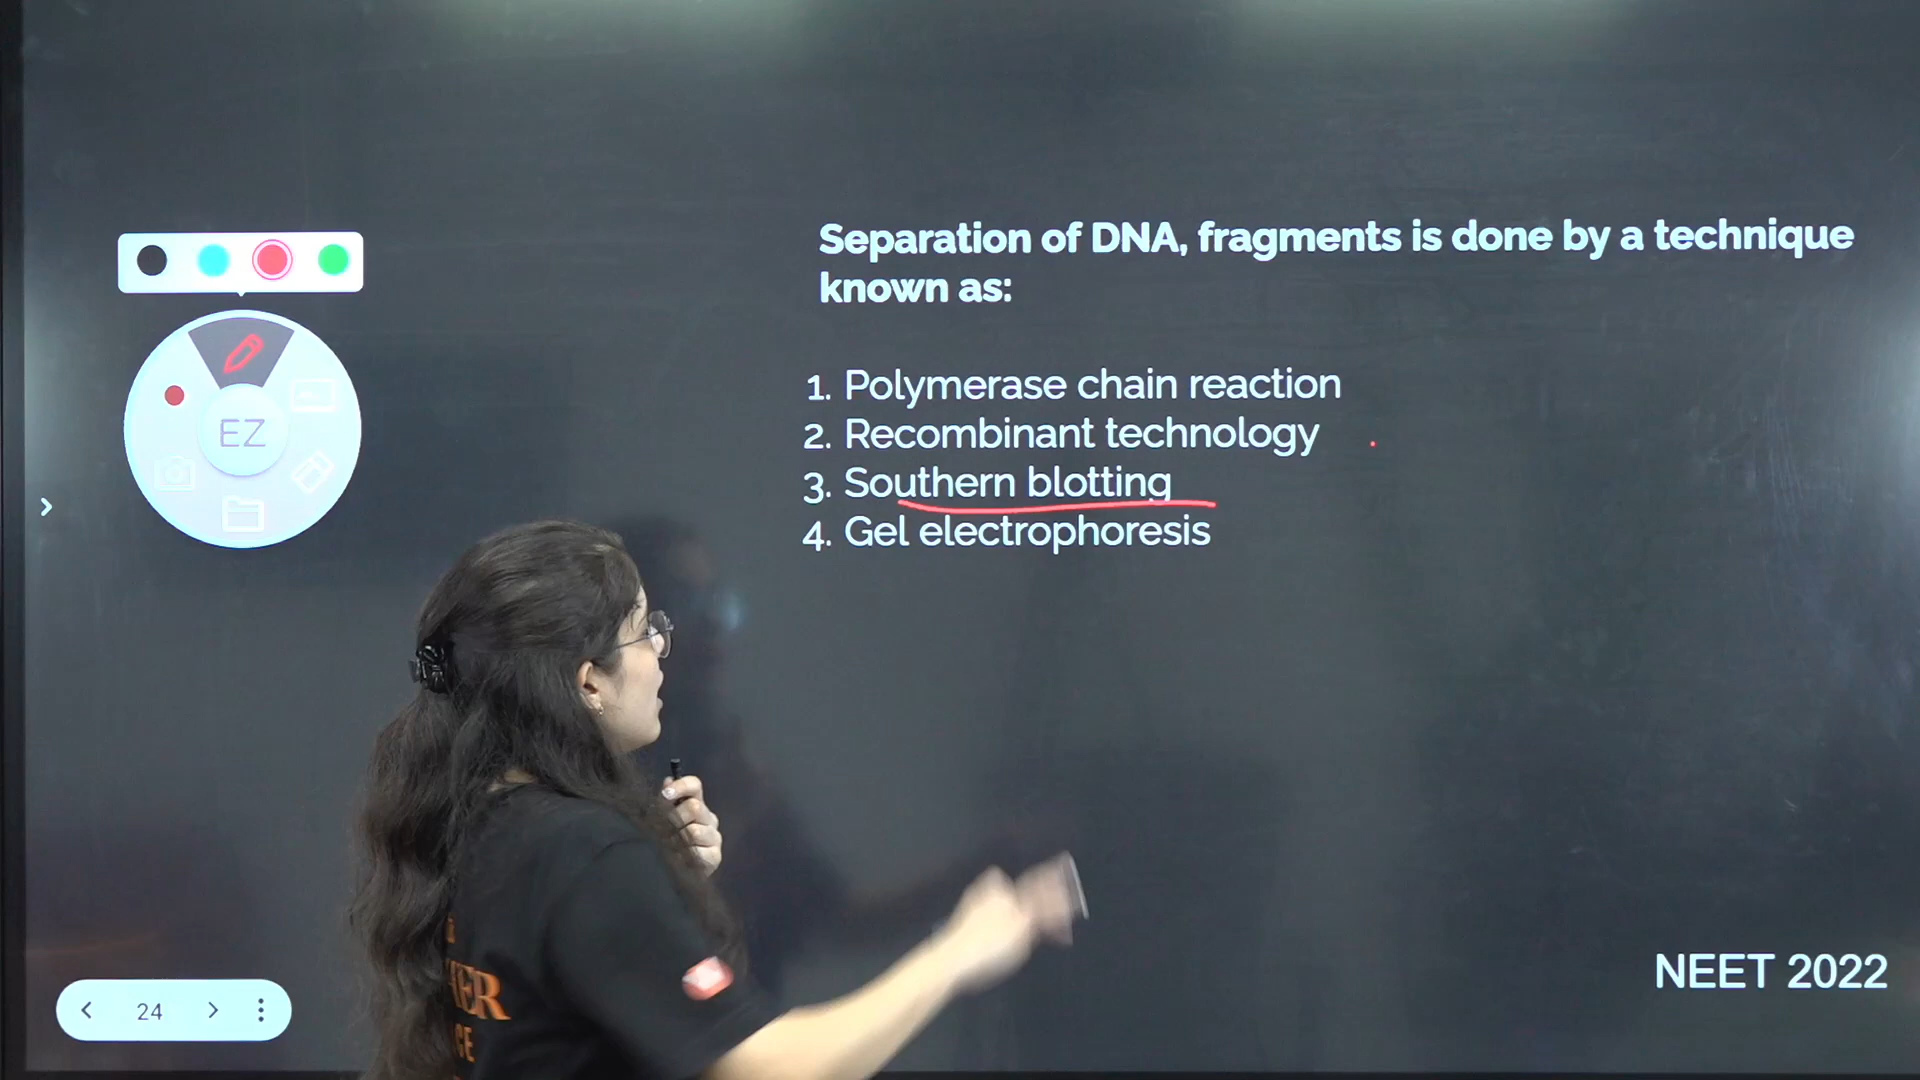 Separation of DNA, fragments is done by a technique
known as:
1. Polymerase chain reaction
2. Recombinant technology
3. Southern blotting
4. Gel electrophoresis
EZ
24
NEET 2022